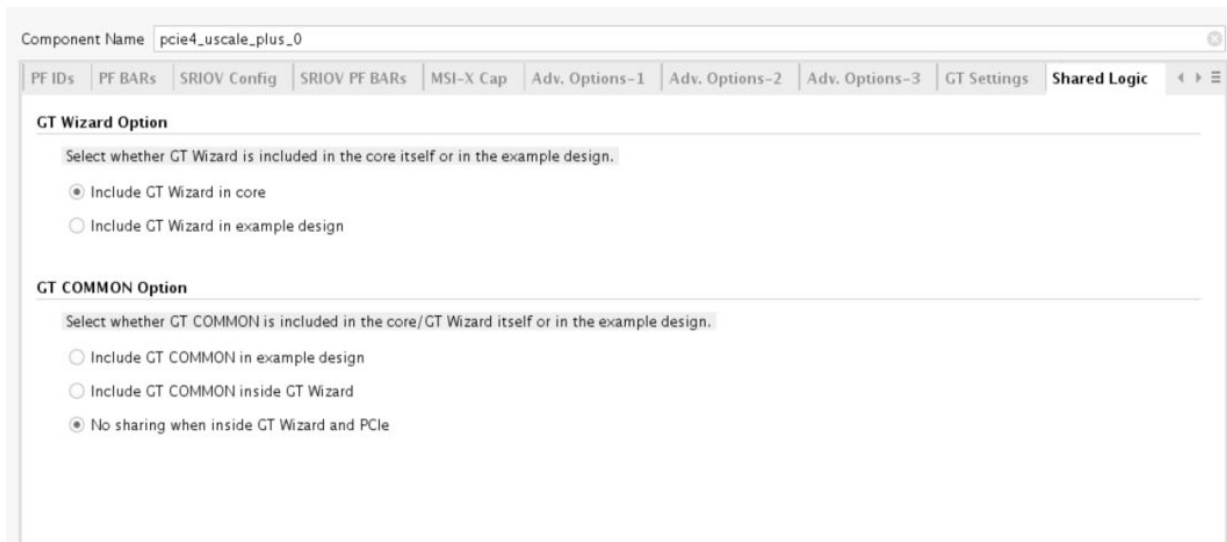 Component Name pcie4_uscale_plus_0
PF IDs PF BARs SRIOV Config SRIOV PF BARs MSI-X Cap Adv. Options-1 Adv. Options-2 Adv. Options-3 GT Settings Shared Logic
GT Wizard Option
Select whether GT Wizard is included in the core itself or in the example design.
Include GT Wizard in core
Include GT Wizard in example design
GT COMMON Option
Select whether GT COMMON is included in the core/GT Wizard itself or in the example design.
Include GT COMMON in example design
Include GT COMMON inside GT Wizard
No sharing when inside GT Wizard and PCIe